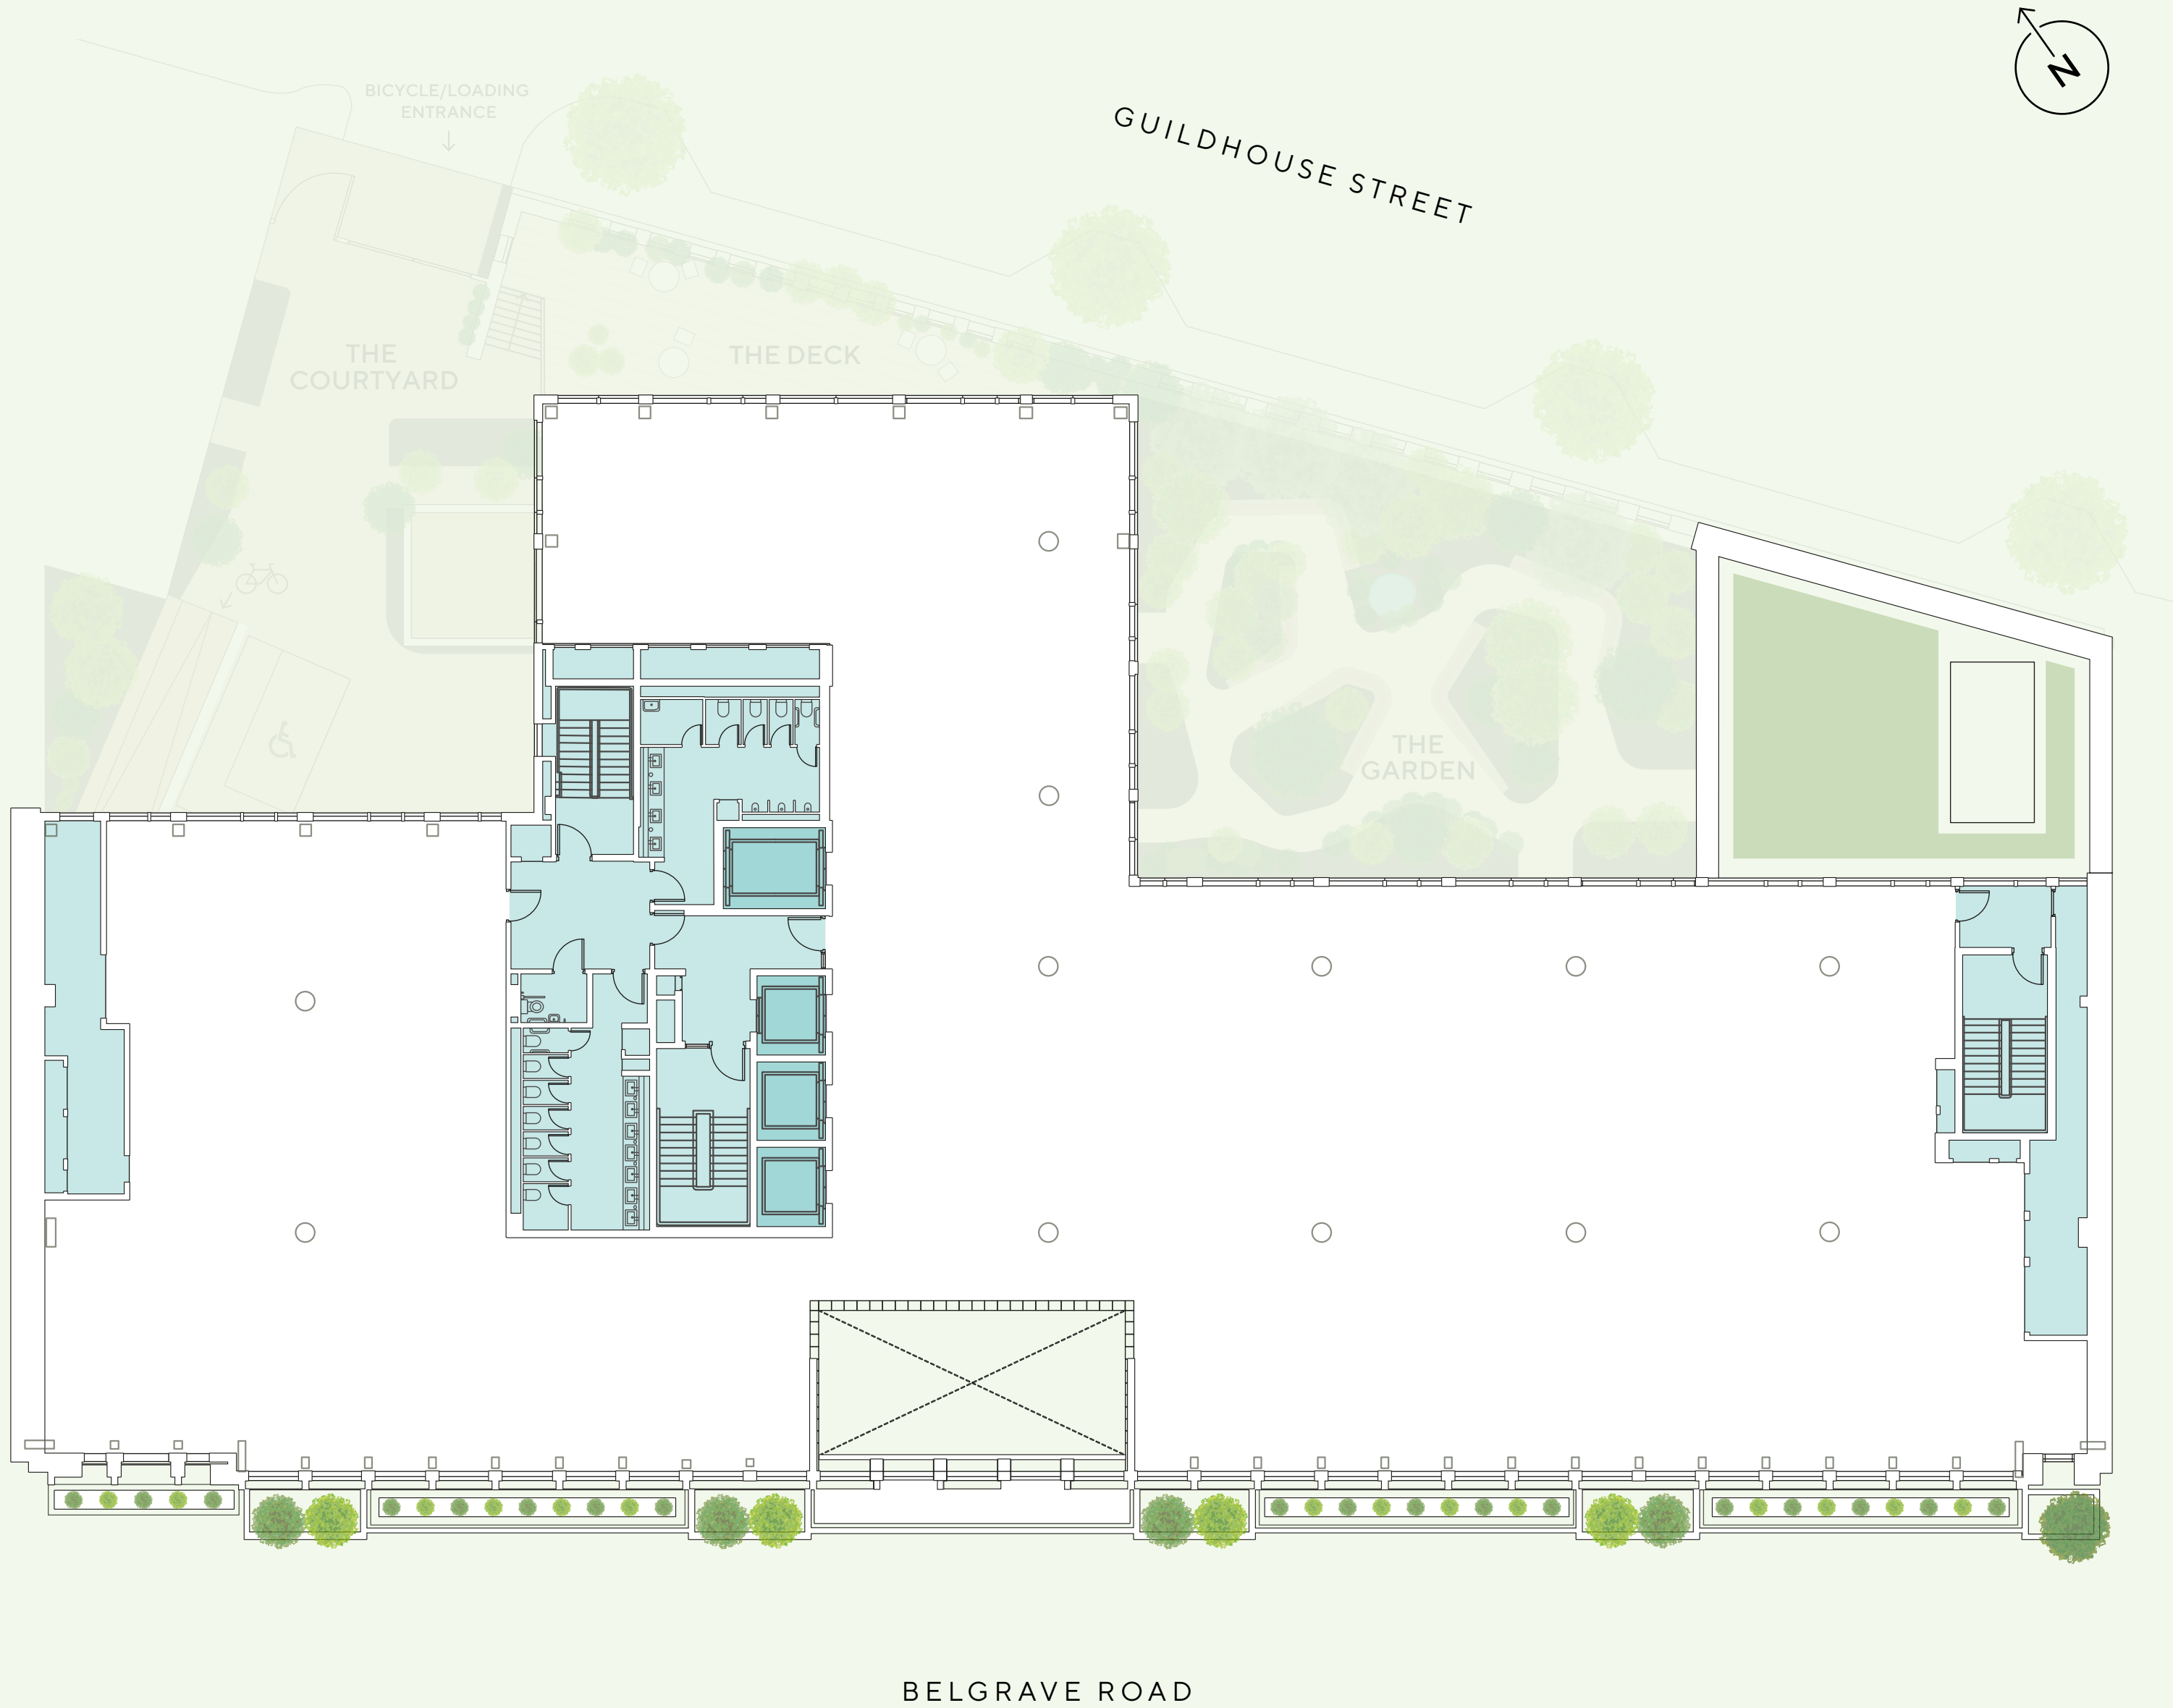 N
BICYCLE/LOADING
ENTRANCE
GUILDHOUSE STREET
THE
COURTYARD
THE DECK
THE
GARDEN
BELGRAVE ROAD